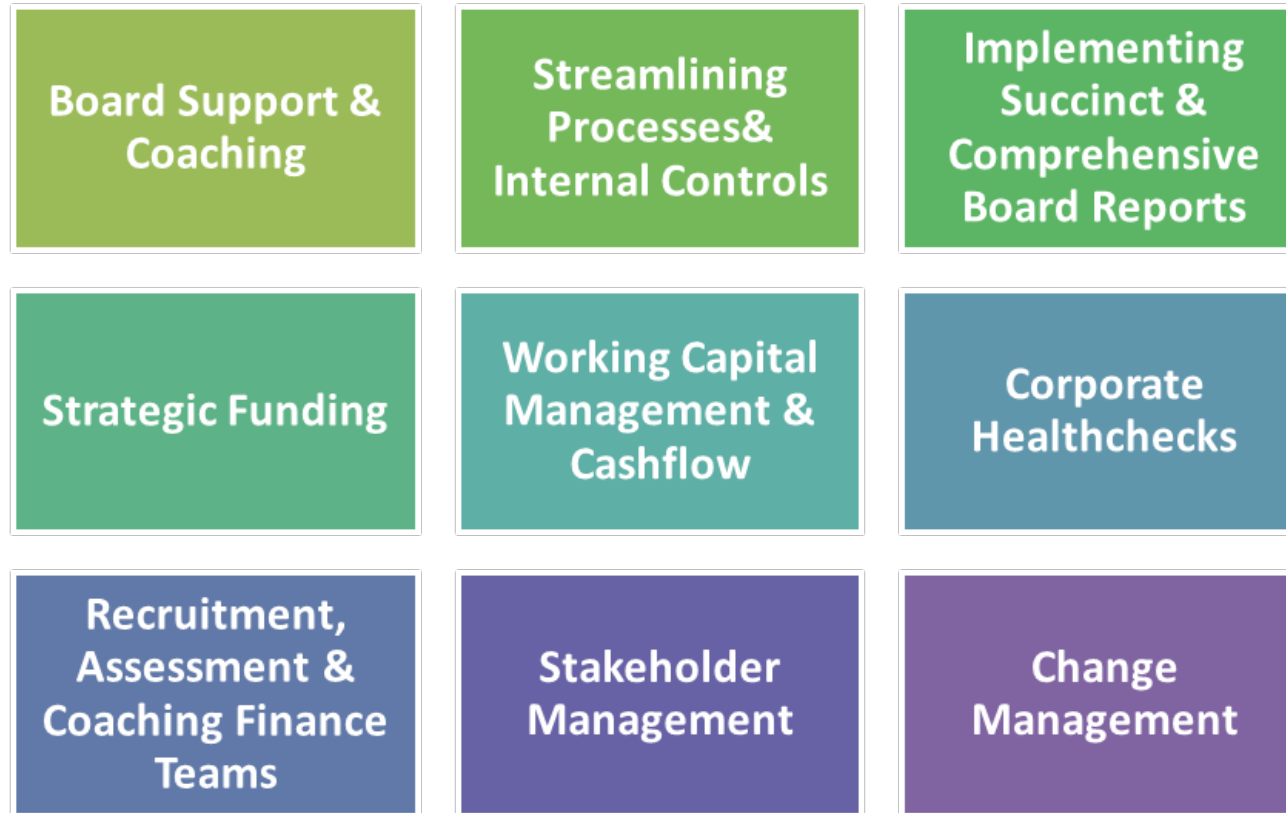 Board Support &
Coaching
Streamlining
Processes&
Internal Controls
Implementing
Succinct &
Comprehensive
Board Reports
Strategic Funding
Working Capital
Management &
Cashflow
Corporate
Healthchecks
Recruitment,
Assessment &
Coaching Finance
Teams
Stakeholder
Management
Change
Management